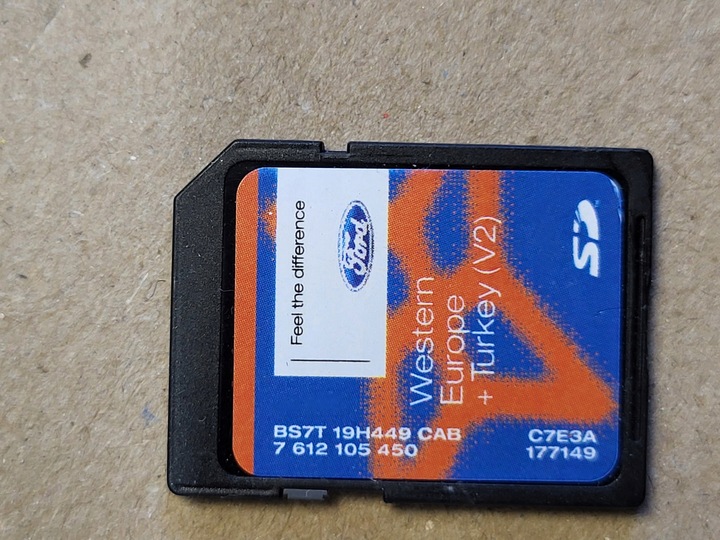 Feel the difference
Ford
Western
Europe
+ Turkey (V2)
SD
BS7T 19H449 CAB
7 612 105 450
C7E3A
177149